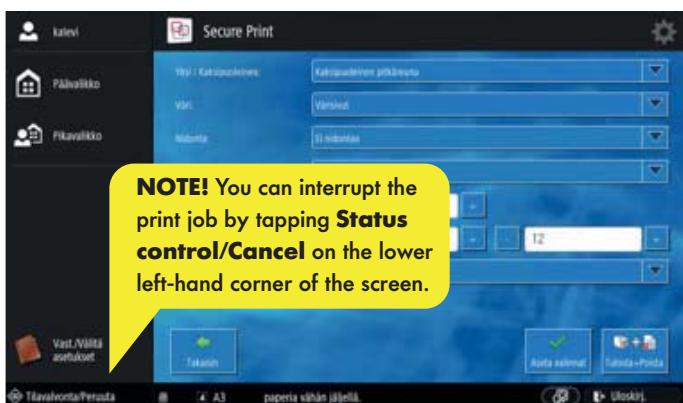 kalevi
Secure Print
Päävalikko
Pikavalikko
Yksi / Kaksipuoleinen:
Kaksipuoleinen pitkäreuna
Väri:
Värisivut
Nidonta
Ei nidontaa
NOTE! You can interrupt the
print job by tapping Status
control/Cancel on the lower
left-hand corner of the screen.
12
Vast./Välitä
asetukset
Takaisin
Aseta valinnat
Tulosta+Poista
Tilavalvonta/Peruuta
A3
paperia vähän jäljellä.
Uloskirj.